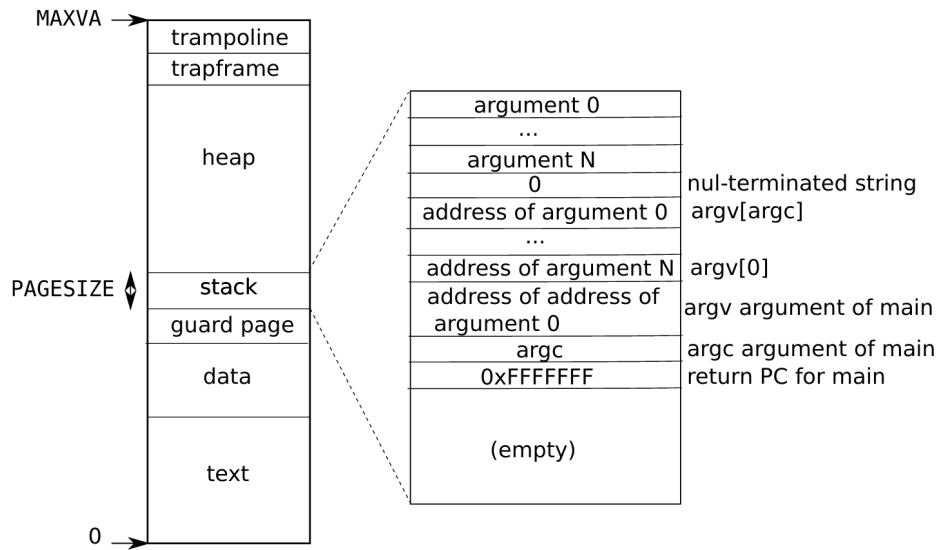 MAXVA
trampoline
trapframe
heap
PAGESIZE
stack
guard page
data
text
0
argument 0
...
argument N
0
nul-terminated string
address of argument 0
argv[argc]
...
address of argument N
argv[0]
address of address of
argument 0
argv argument of main
argc
argc argument of main
0xFFFFFFF
return PC for main
(empty)